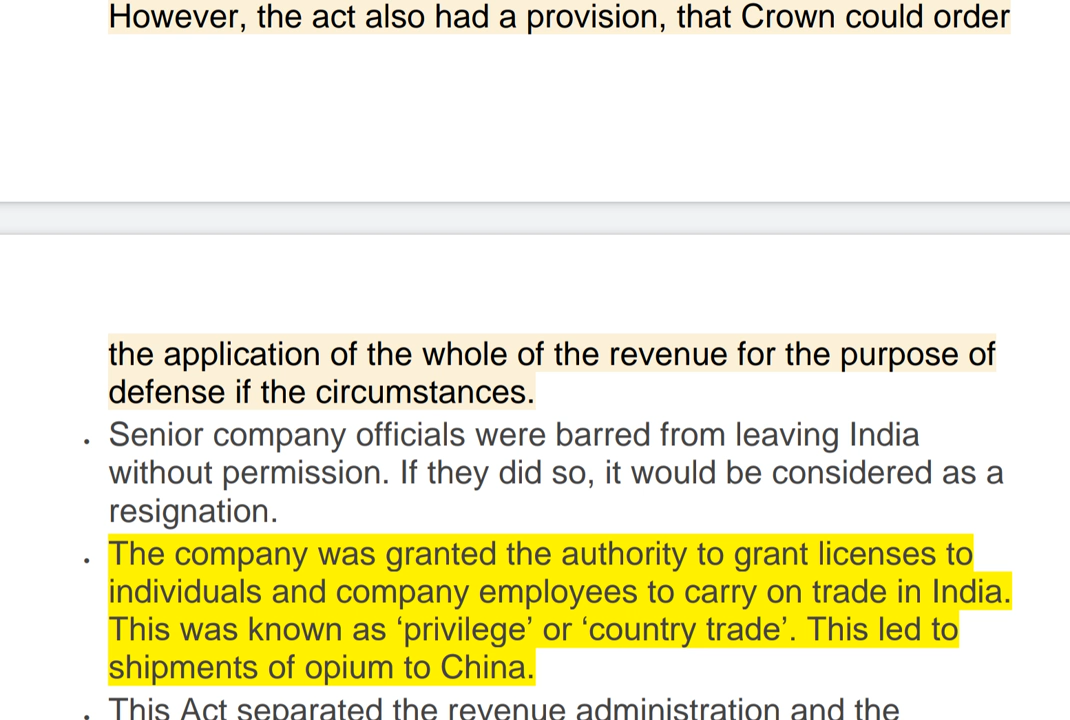 However, the act also had a provision, that Crown could order
the application of the whole of the revenue for the purpose of
defense if the circumstances.
• Senior company officials were barred from leaving India
without permission. If they did so, it would be considered as a
resignation.
• The company was granted the authority to grant licenses to
individuals and company employees to carry on trade in India.
This was known as ‘privilege’ or ‘country trade’. This led to
shipments of opium to China.
• This Act separated the revenue administration and the